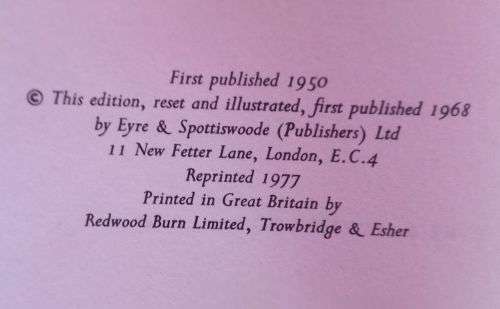 First published 1950
© This edition, reset and illustrated, first published 1968
by Eyre & Spottiswoode (Publishers) Ltd
11 New Fetter Lane, London, E.C.4
Reprinted 1977
Printed in Great Britain by
Redwood Burn Limited, Trowbridge & Esher